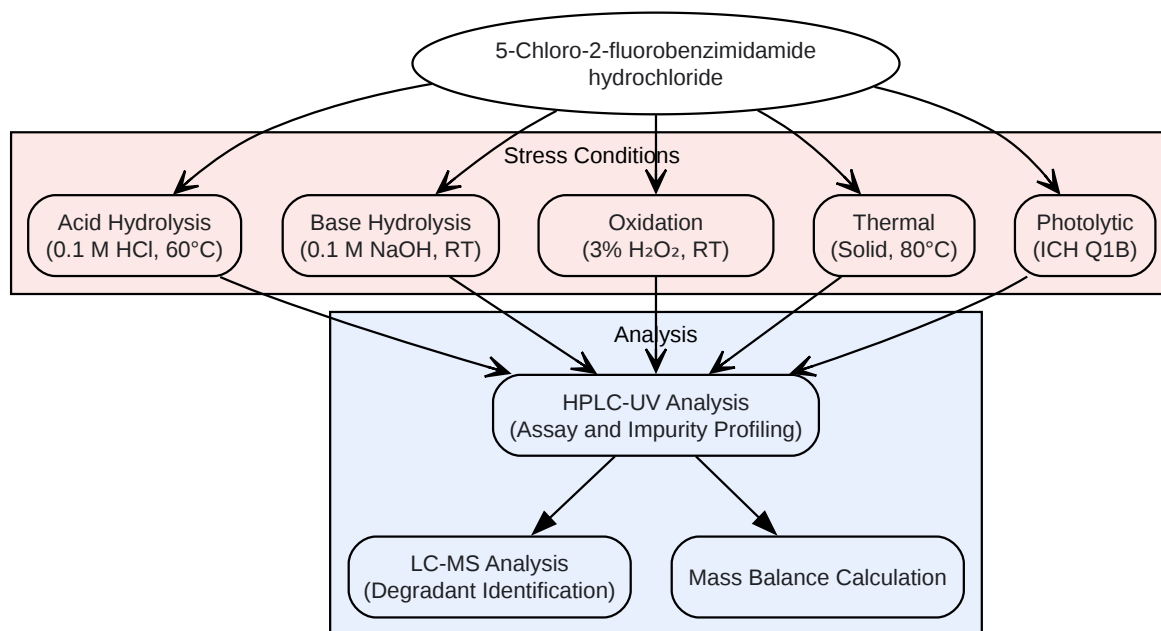 5-Chloro-2-fluorobenzimidamide
hydrochloride
Stress Conditions
Acid Hydrolysis
(0.1 M HCl, 60°C)
Base Hydrolysis
(0.1 M NaOH, RT)
Oxidation
(3% H₂O₂, RT)
Thermal
(Solid, 80°C)
Photolytic
(ICH Q1B)
Analysis
HPLC-UV Analysis
(Assay and Impurity Profiling)
LC-MS Analysis
(Degradant Identification)
Mass Balance Calculation